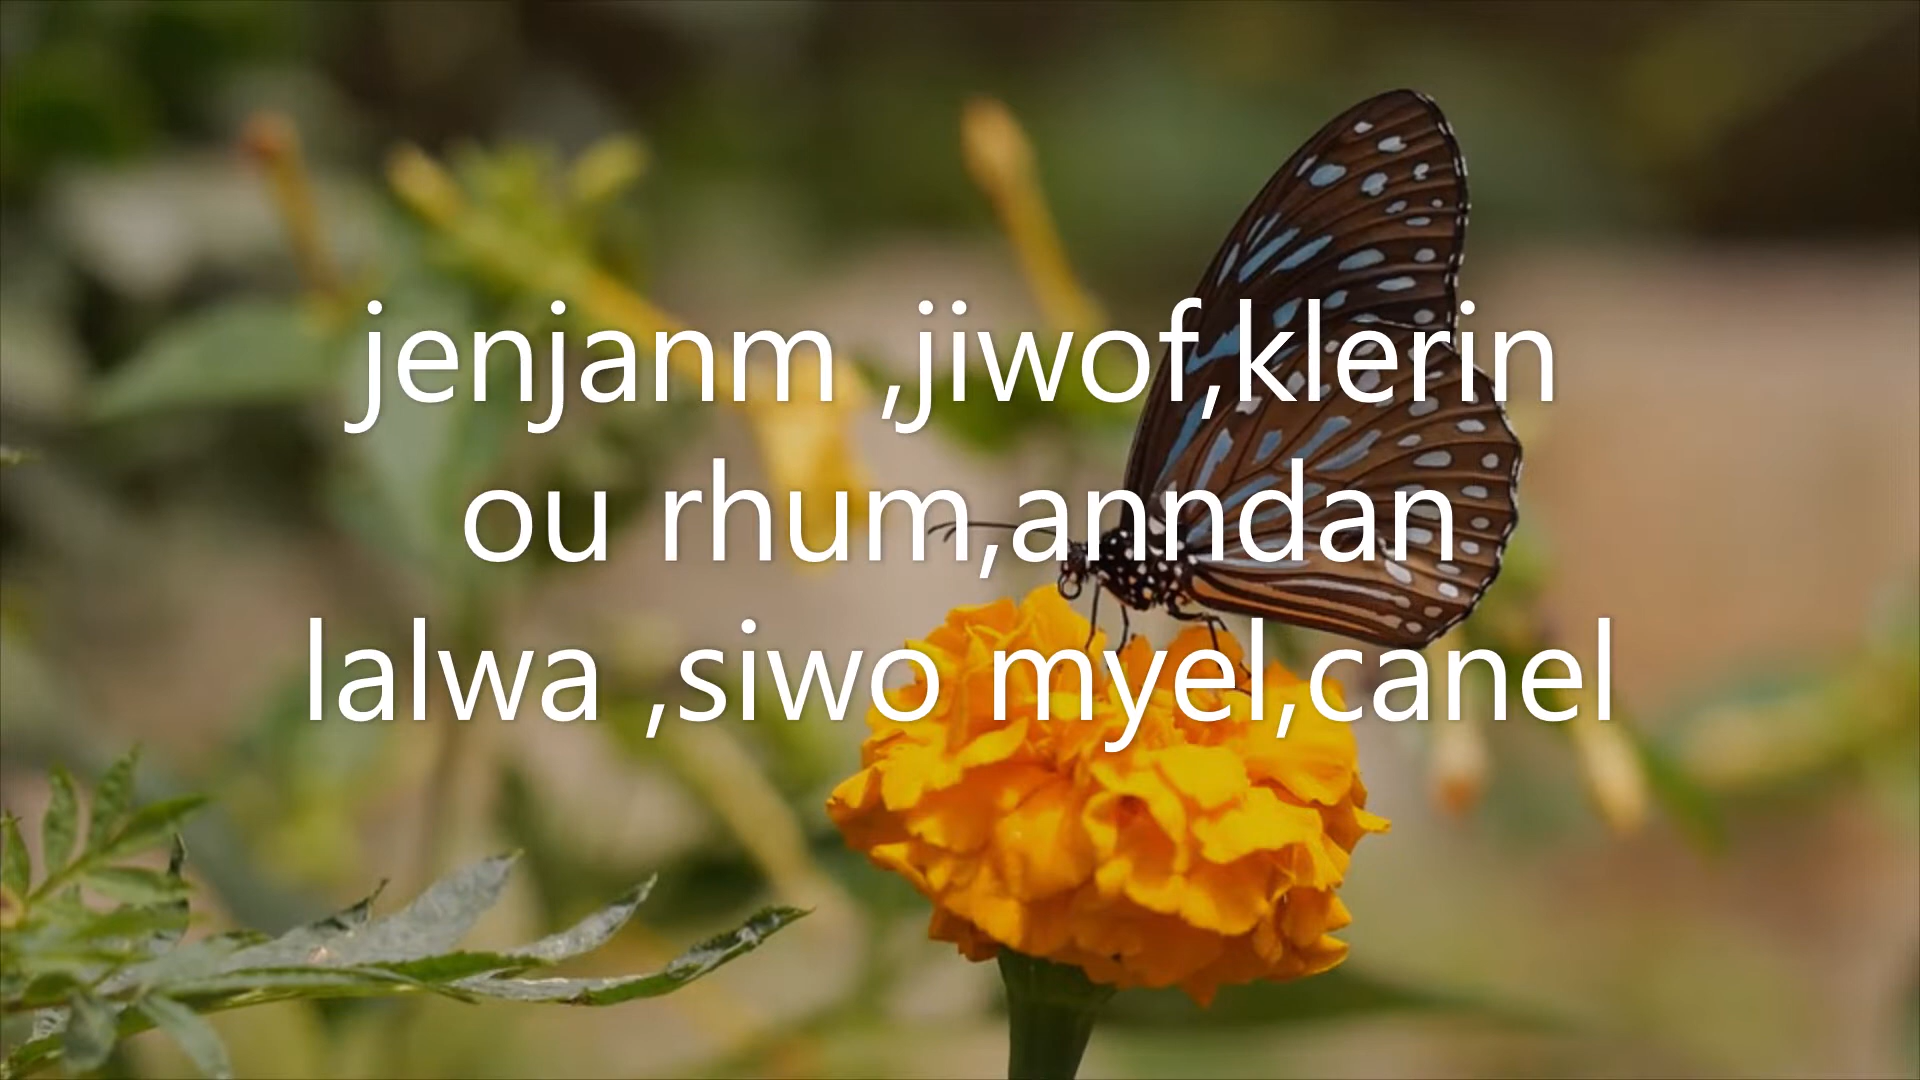 jenjanm ,jiwof,klerin
ou rhum,anndan
lalwa ,siwo myel,canel